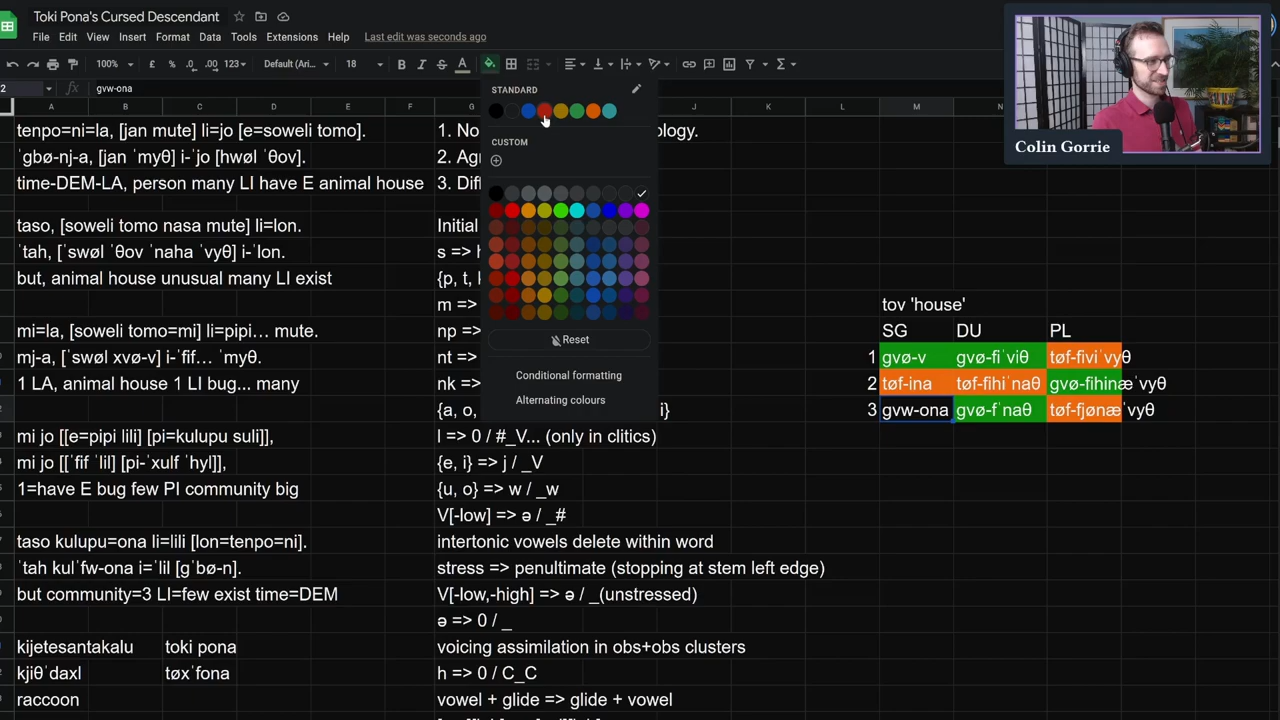 Toki Pona's Cursed Descendant
File Edit View Insert Format Data Tools Extensions Help Last edit was seconds ago
100% £ % .0 .00 123 Default (Ari... 18 B I S A
2 fx gvw-ona
STANDARD
CUSTOM
Reset
Conditional formatting
Alternating colours
A B C D E F G J K L M N O P
tenpo=ni=la, [jan mute] li=jo [e=soweli tomo].
ˈgbø-nj-a, [jan ˈmyθ] i-ˈjo [hwøl ˈθov].
time-DEM-LA, person many LI have E animal house
taso, [soweli tomo nasa mute] li=lon.
ˈtah, [ˈswøl ˈθov ˈnaha ˈvyθ] i-ˈlon.
but, animal house unusual many LI exist
mi=la, [soweli tomo=mi] li=pipi... mute.
mj-a, [ˈswøl xvø-v] i-ˈfif... ˈmyθ.
1 LA, animal house 1 LI bug... many
mi jo [[e=pipi lili] [pi=kulupu suli]],
mi jo [[ˈfif ˈlil] [pi-ˈxulf ˈhyl]],
1=have E bug few PI community big
taso kulupu=ona li=lili [lon=tenpo=ni].
ˈtah kulˈfw-ona i=ˈlil [gˈbø-n].
but community=3 LI=few exist time=DEM
kijetesantakalu toki pona
kjiθˈdaxl tøxˈfona
raccoon
1. No ology.
2. Agr
3. Diff
Initial
s => h
{p, t, k
m =>
np =>
nt =>
nk =>
{a, o, i}
l => 0 / #_V... (only in clitics)
{e, i} => j / _V
{u, o} => w / _w
V[-low] => ə / _#
intertonic vowels delete within word
stress => penultimate (stopping at stem left edge)
V[-low,-high] => ə / _(unstressed)
ə => 0 / _
voicing assimilation in obs+obs clusters
h => 0 / C_C
vowel + glide => glide + vowel
tov 'house'
SG DU PL
1 gvø-v gvø-fiˈviθ tøf-fiviˈvyθ
2 tøf-ina tøf-fihiˈnaθ gvø-fihinæˈvyθ
3 gvw-ona gvø-fˈnaθ tøf-fjønæˈvyθ
Colin Gorrie